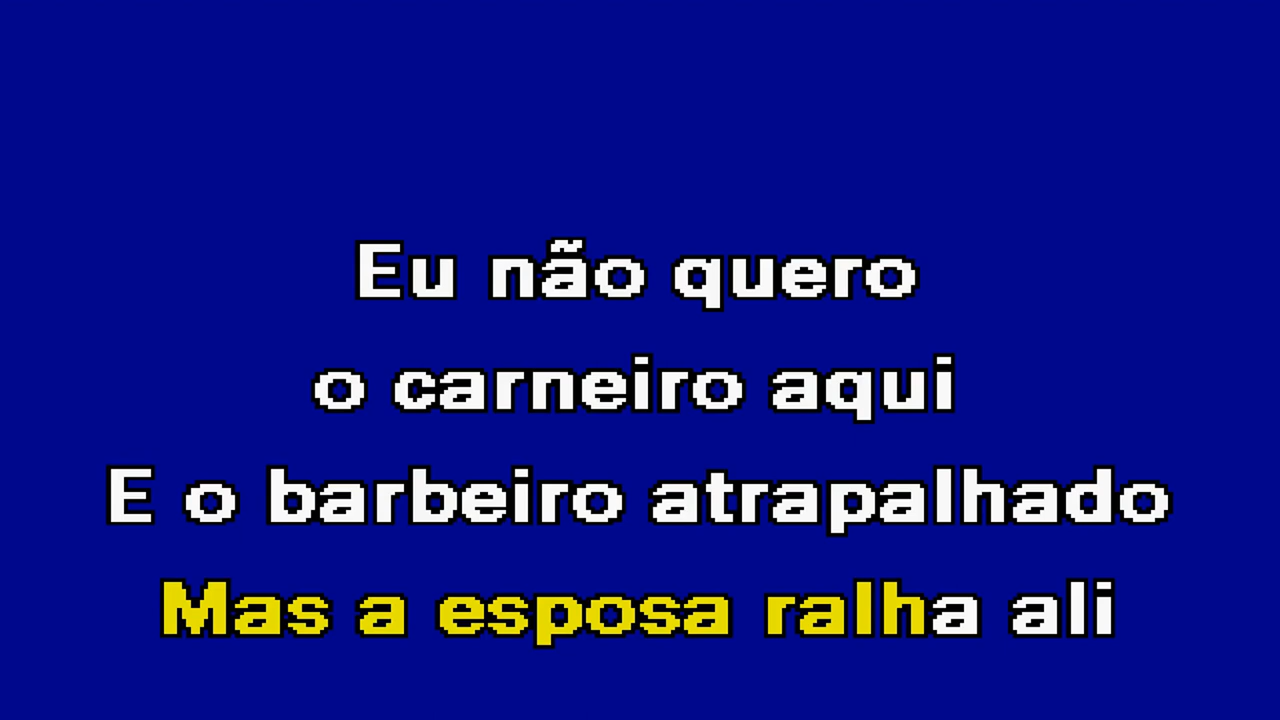 Eu não quero
o carneiro aqui
E o barbeiro atrapalhado
Mas a esposa ralha ali